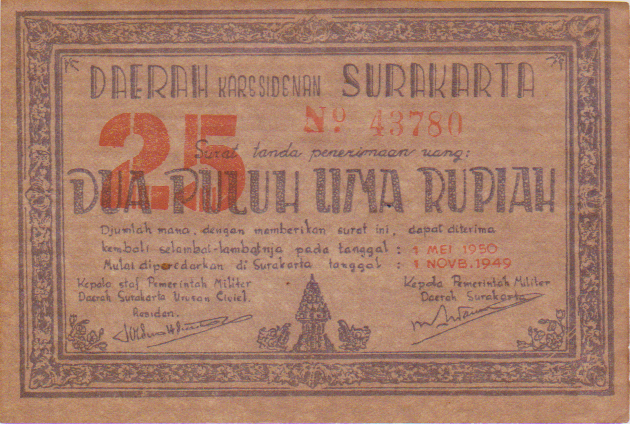 DAERAH KARESIDENAN SURAKARTA
25
No 43780
Surat tanda penerimaan uang:
DUA PULUH LIMA RUPIAH
Djumlah mana, dengan memberikan surat ini, dapat diterima
kembali selambat-lambatnja pada tanggal : 1 MEI 1950
Mulai diperedarkan di Surakarta tanggal : 1 NOVB. 1949
Kepala staf Pemerintah Militer
Daerah Surakarta Urusan Civiel.
Residen.
Kepala Pemerintah Militer
Daerah Surakarta